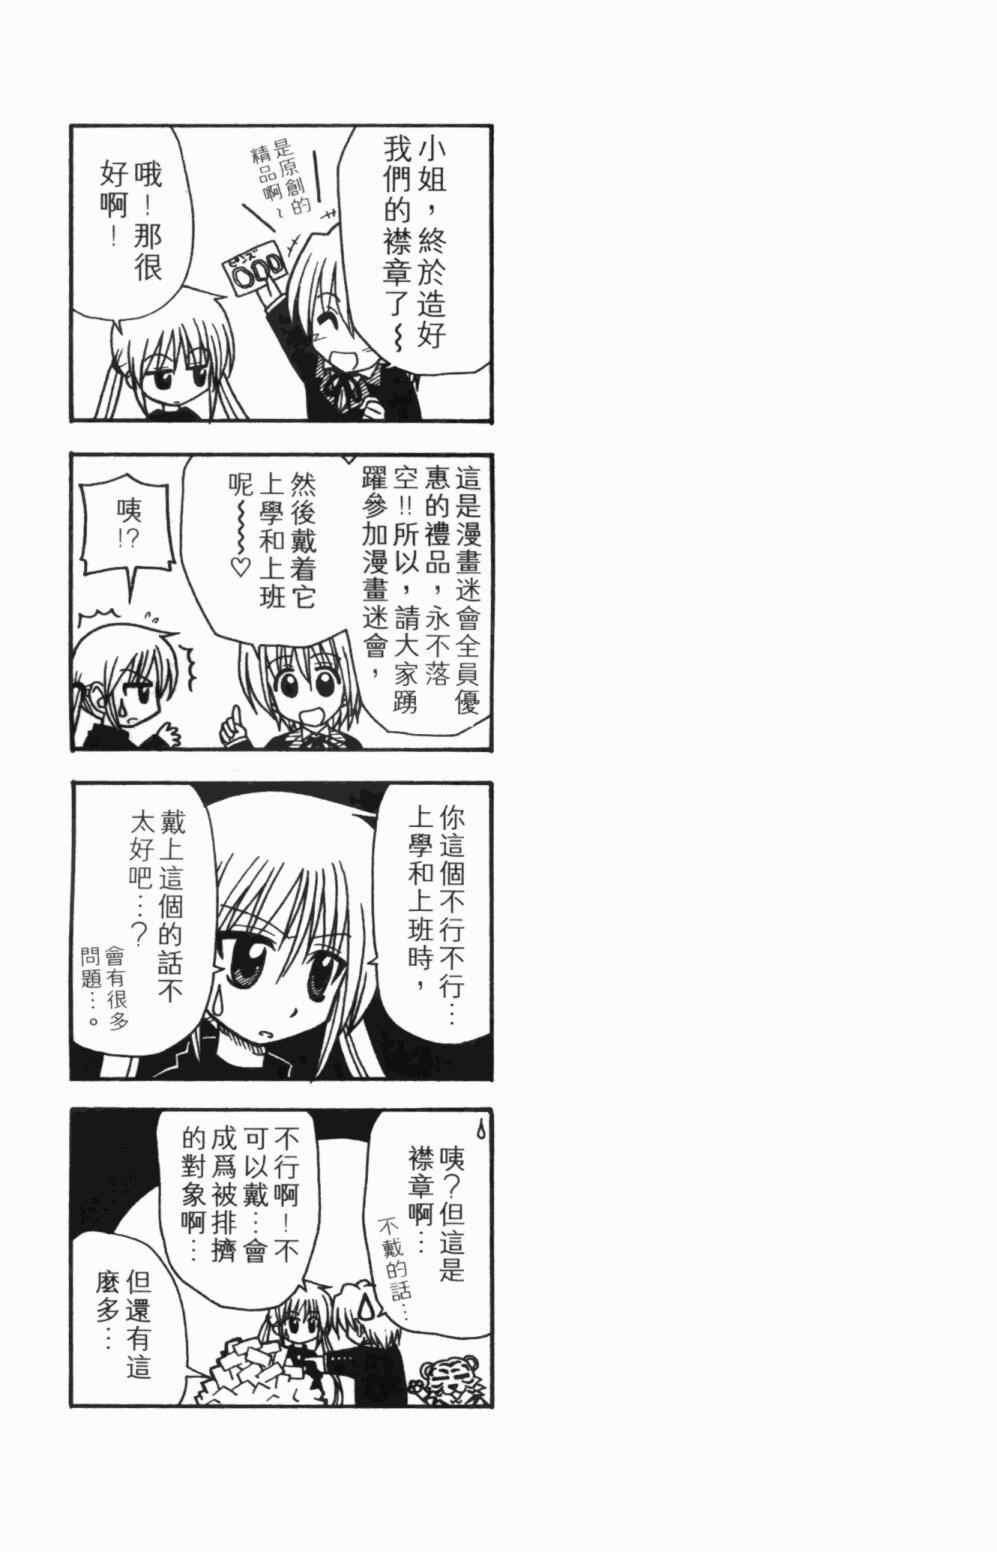 小姐，終於造好
我們的襟章了～
是原創的
精品啊～
ピンズ
哦！那很
好啊！
這是漫畫迷會全員優
惠的禮品，永不落
空!!所以，請大家踴
躍參加漫畫迷會，
然後戴着它
上學和上班
呢～～～♡
咦
!?
你這個不行不行…
上學和上班時，
戴上這個的話不
太好吧…？
會有很多
問題…。
咦？但這是
襟章啊…
不戴的話…
不行啊！不
可以戴…會
成爲被排擠
的對象啊…
但還有這
麼多…